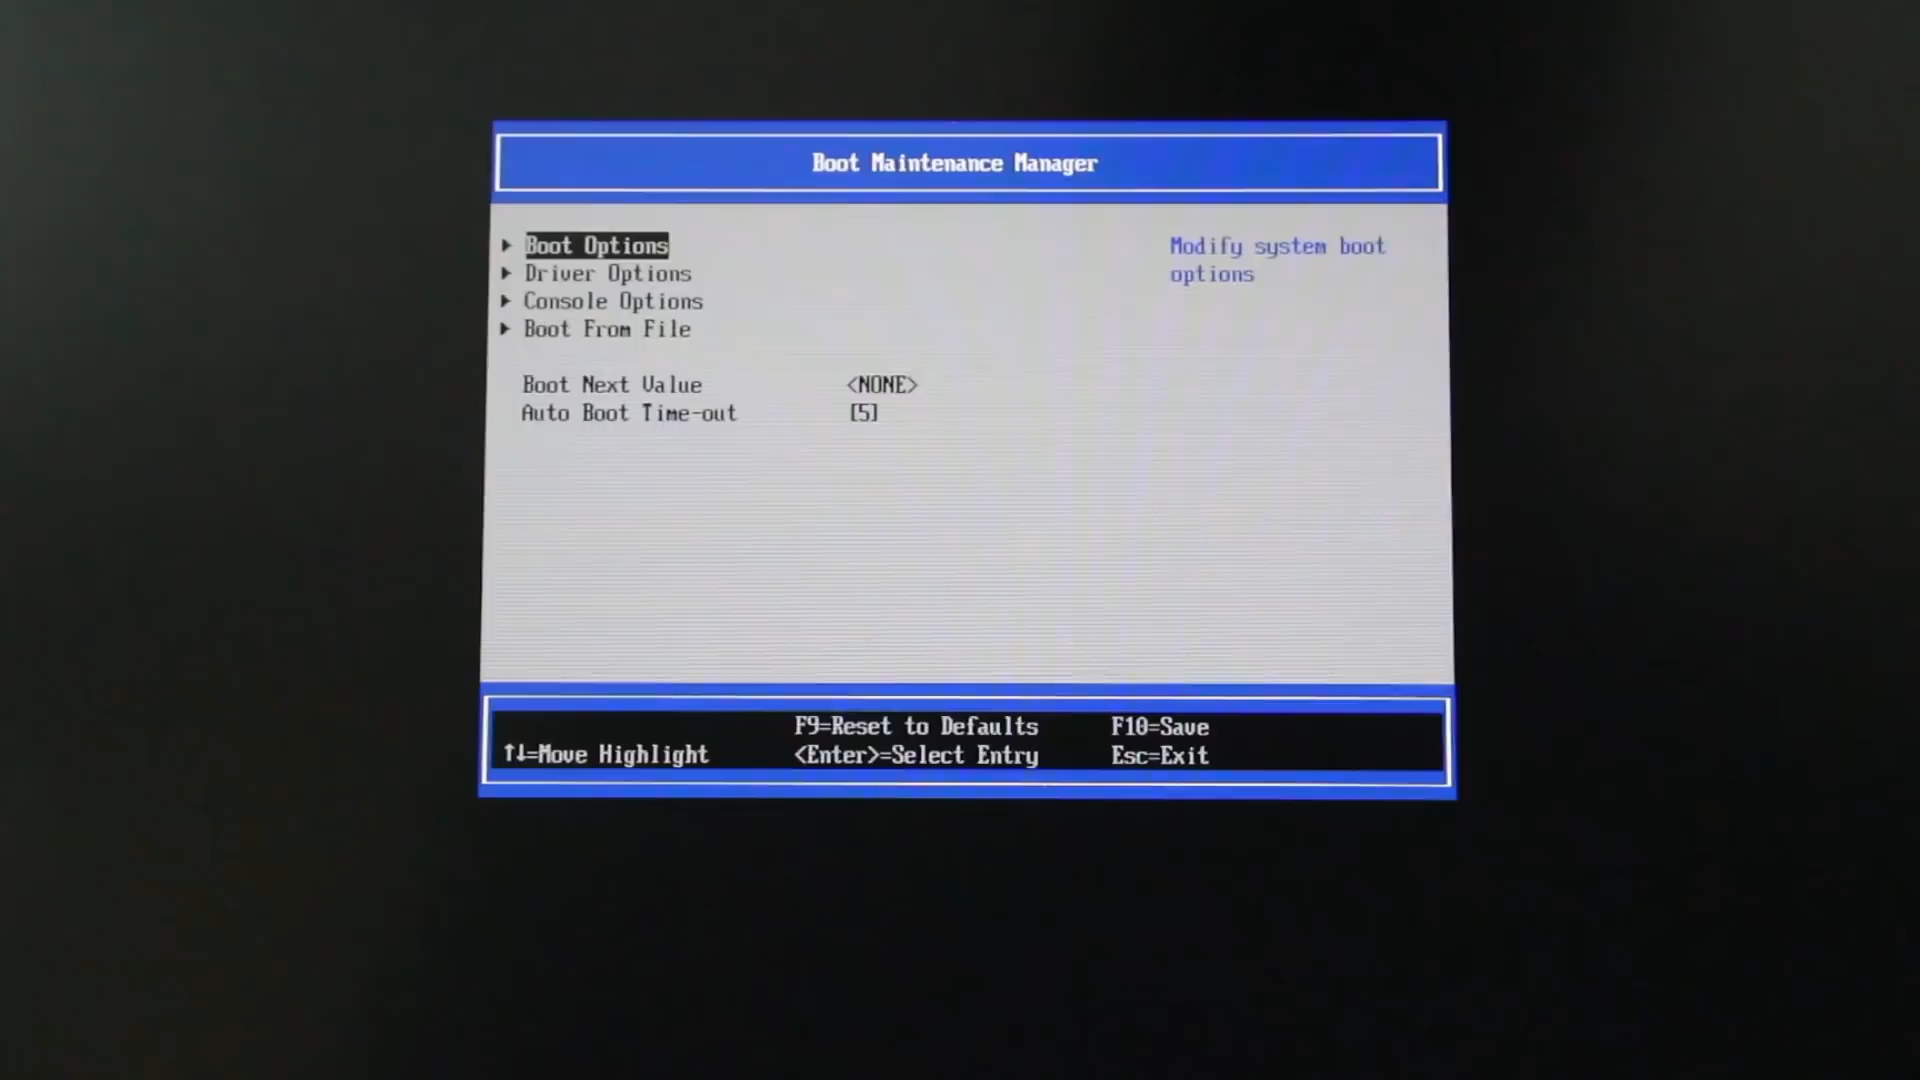 Boot Maintenance Manager
Boot Options
Driver Options
Console Options
Boot From File
Boot Next Value <NONE>
Auto Boot Time-out [5]
Modify system boot
options
F9=Reset to Defaults F10=Save
↑↓=Move Highlight <Enter>=Select Entry Esc=Exit